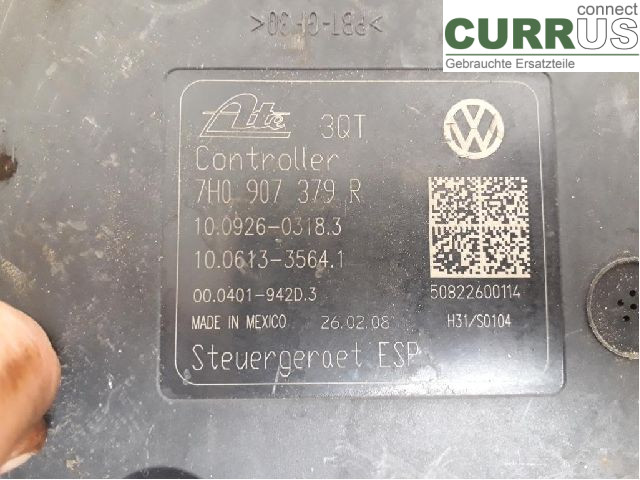 connect
CURRUS
Gebrauchte Ersatzteile
>PBT-GF30<
Ate 3QT
Controller
7H0 907 379 R
10.0926-0318.3
10.0613-3564.1
00.0401-942D.3
50822600114
MADE IN MEXICO 26.02.08 H31/S0104
Steuergeraet ESP